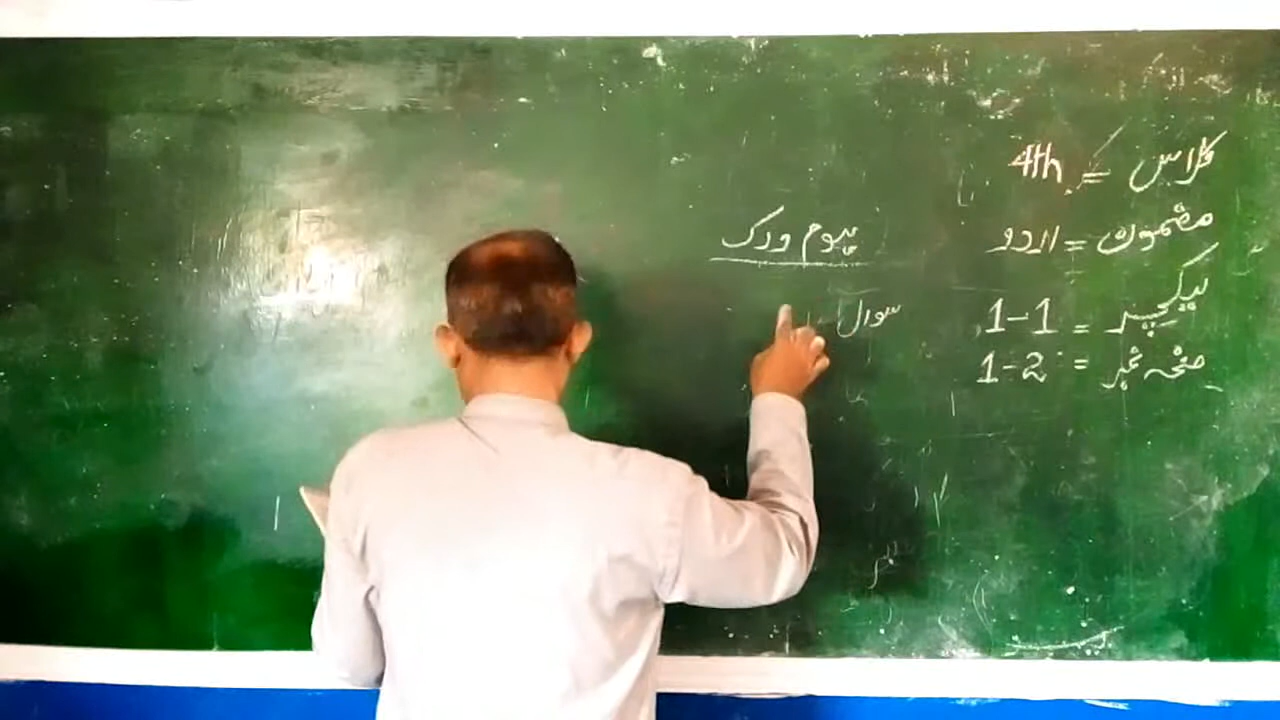 کلاس = 4th
مضمون = اردو
لیکچر = 1-1
صفحہ نمبر = 2-1
ہوم ورک
سوال